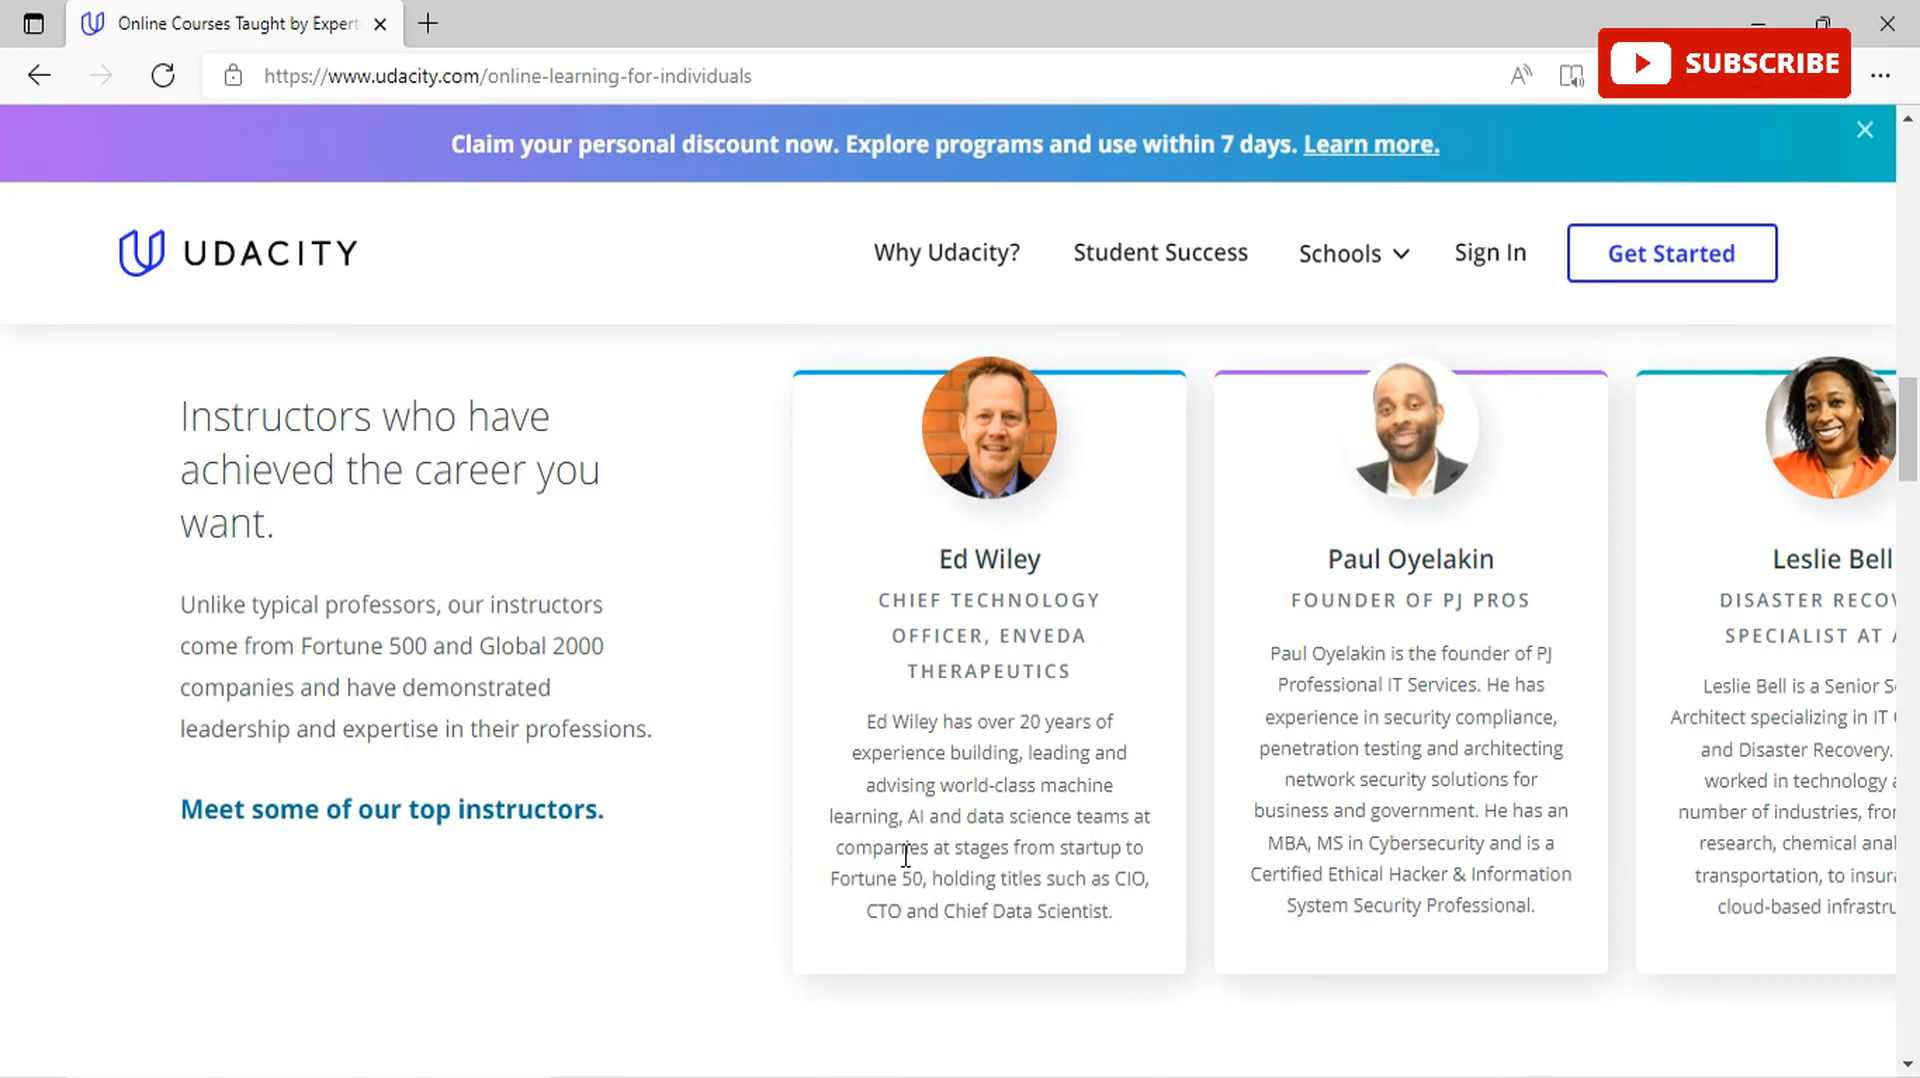 Online Courses Taught by Expert
SUBSCRIBE
https://www.udacity.com/online-learning-for-individuals
Claim your personal discount now. Explore programs and use within 7 days. Learn more.
UDACITY
Why Udacity?
Student Success
Schools
Sign In
Get Started
Instructors who have
achieved the career you
want.
Unlike typical professors, our instructors
come from Fortune 500 and Global 2000
companies and have demonstrated
leadership and expertise in their professions.
Meet some of our top instructors.
Ed Wiley
CHIEF TECHNOLOGY
OFFICER, ENVEDA
THERAPEUTICS
Ed Wiley has over 20 years of
experience building, leading and
advising world-class machine
learning, AI and data science teams at
companies at stages from startup to
Fortune 50, holding titles such as CIO,
CTO and Chief Data Scientist.
Paul Oyelakin
FOUNDER OF PJ PROS
Paul Oyelakin is the founder of PJ
Professional IT Services. He has
experience in security compliance,
penetration testing and architecting
network security solutions for
business and government. He has an
MBA, MS in Cybersecurity and is a
Certified Ethical Hacker & Information
System Security Professional.
Leslie Bell
DISASTER RECO
SPECIALIST AT
Leslie Bell is a Senior S
Architect specializing in IT
and Disaster Recovery.
worked in technology a
number of industries, fro
research, chemical anal
transportation, to insur
cloud-based infrastru